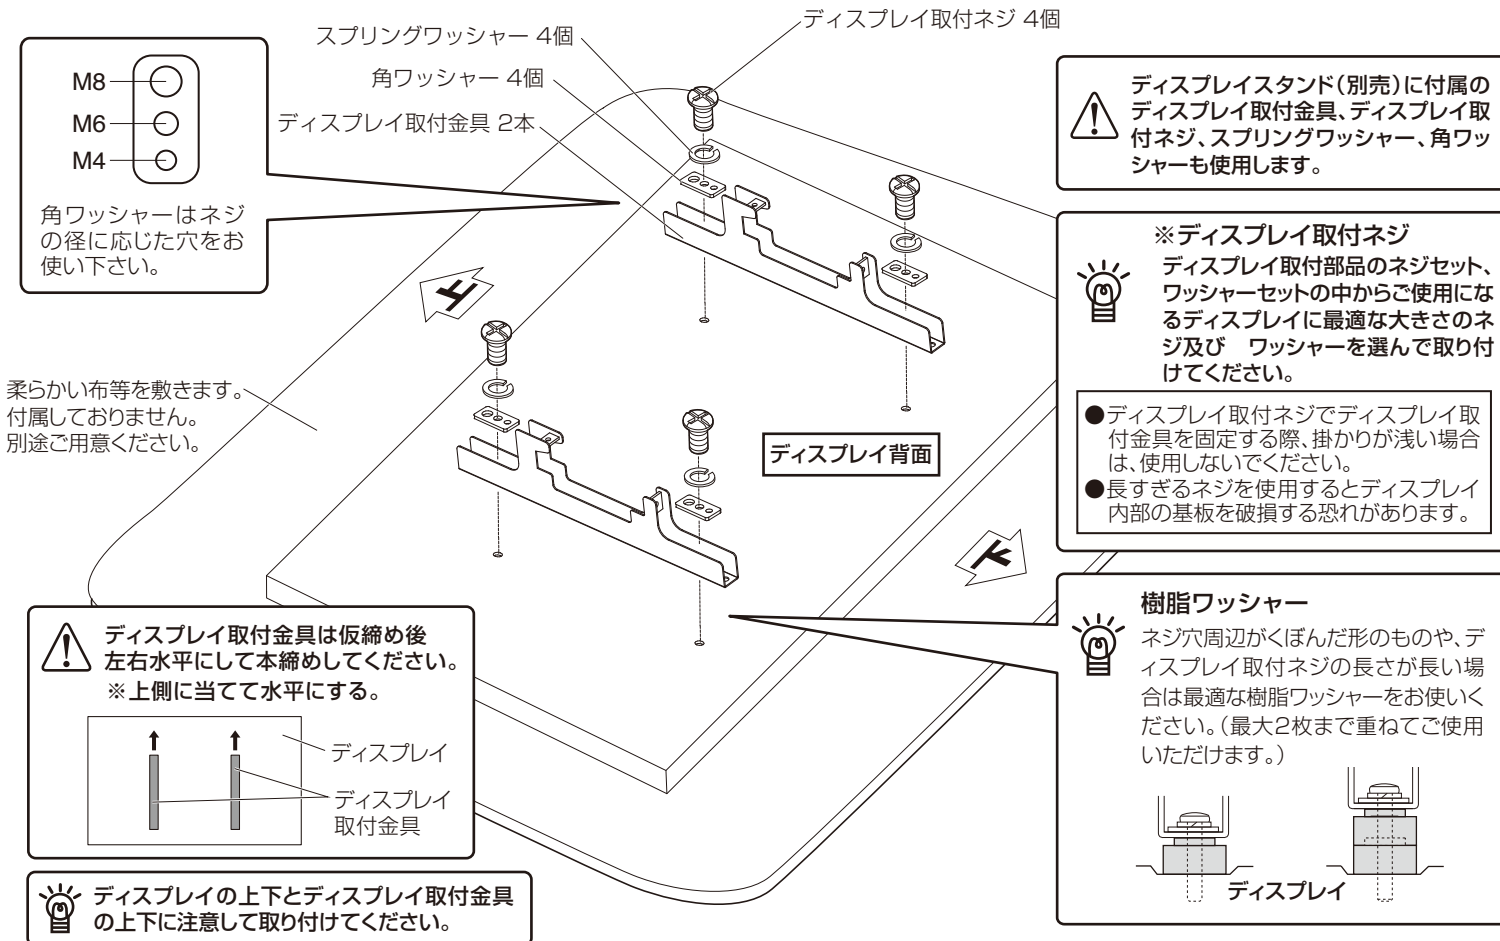 ディスプレイ取付ネジ 4個
スプリングワッシャー 4個
角ワッシャー 4個
ディスプレイ取付金具 2本
M8
M6
M4
角ワッシャーはネジ
の径に応じた穴をお
使い下さい。
ディスプレイスタンド(別売)に付属の
ディスプレイ取付金具、ディスプレイ取
付ネジ、スプリングワッシャー、角ワッ
シャーも使用します。
※ディスプレイ取付ネジ
ディスプレイ取付部品のネジセット、
ワッシャーセットの中からご使用にな
るディスプレイに最適な大きさのネ
ジ及び　ワッシャーを選んで取り付
けてください。
●ディスプレイ取付ネジでディスプレイ取
付金具を固定する際、掛かりが浅い場合
は、使用しないでください。
●長すぎるネジを使用するとディスプレイ
内部の基板を破損する恐れがあります。
上
柔らかい布等を敷きます。
付属しておりません。
別途ご用意ください。
ディスプレイ背面
下
樹脂ワッシャー
ネジ穴周辺がくぼんだ形のものや、デ
ィスプレイ取付ネジの長さが長い場
合は最適な樹脂ワッシャーをお使いく
ださい。(最大2枚まで重ねてご使用
いただけます。)
ディスプレイ
ディスプレイ取付金具は仮締め後
左右水平にして本締めしてください。
※上側に当てて水平にする。
ディスプレイ
ディスプレイ
取付金具
ディスプレイの上下とディスプレイ取付金具
の上下に注意して取り付けてください。